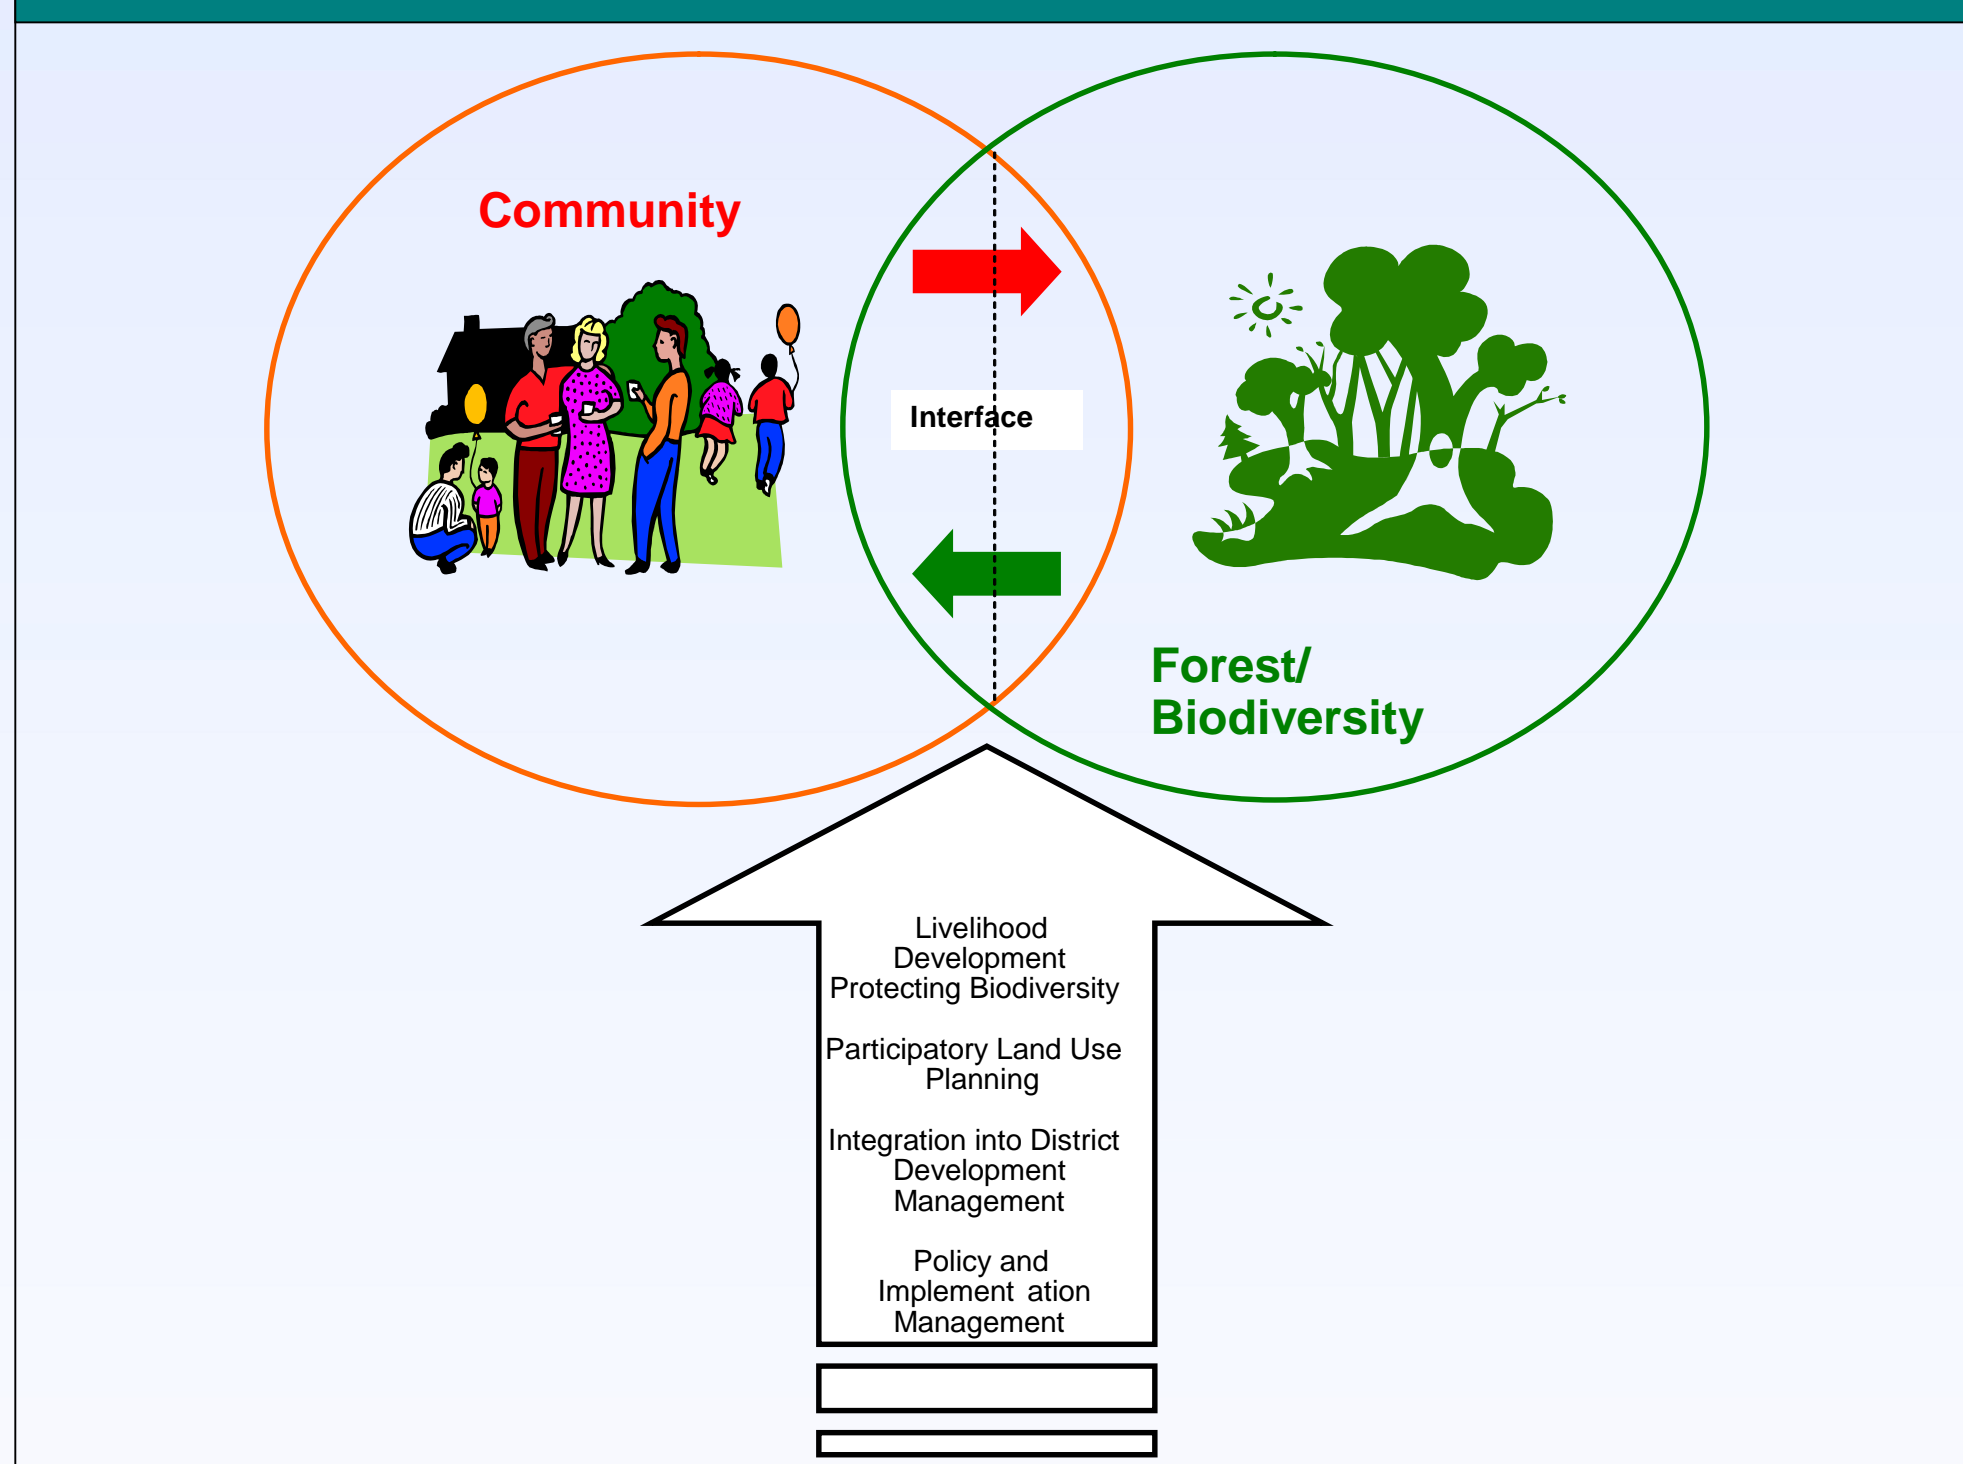 Community
Interface
Forest/
Biodiversity
Livelihood
Development
Protecting Biodiversity
Participatory Land Use
Planning
Integration into District
Development
Management
Policy and
Implement ation
Management